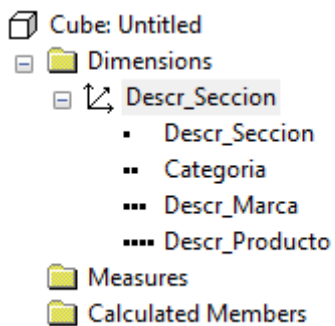 Cube: Untitled
Dimensions
Descr_Seccion
Descr_Seccion
Categoria
Descr_Marca
Descr_Producto
Measures
Calculated Members